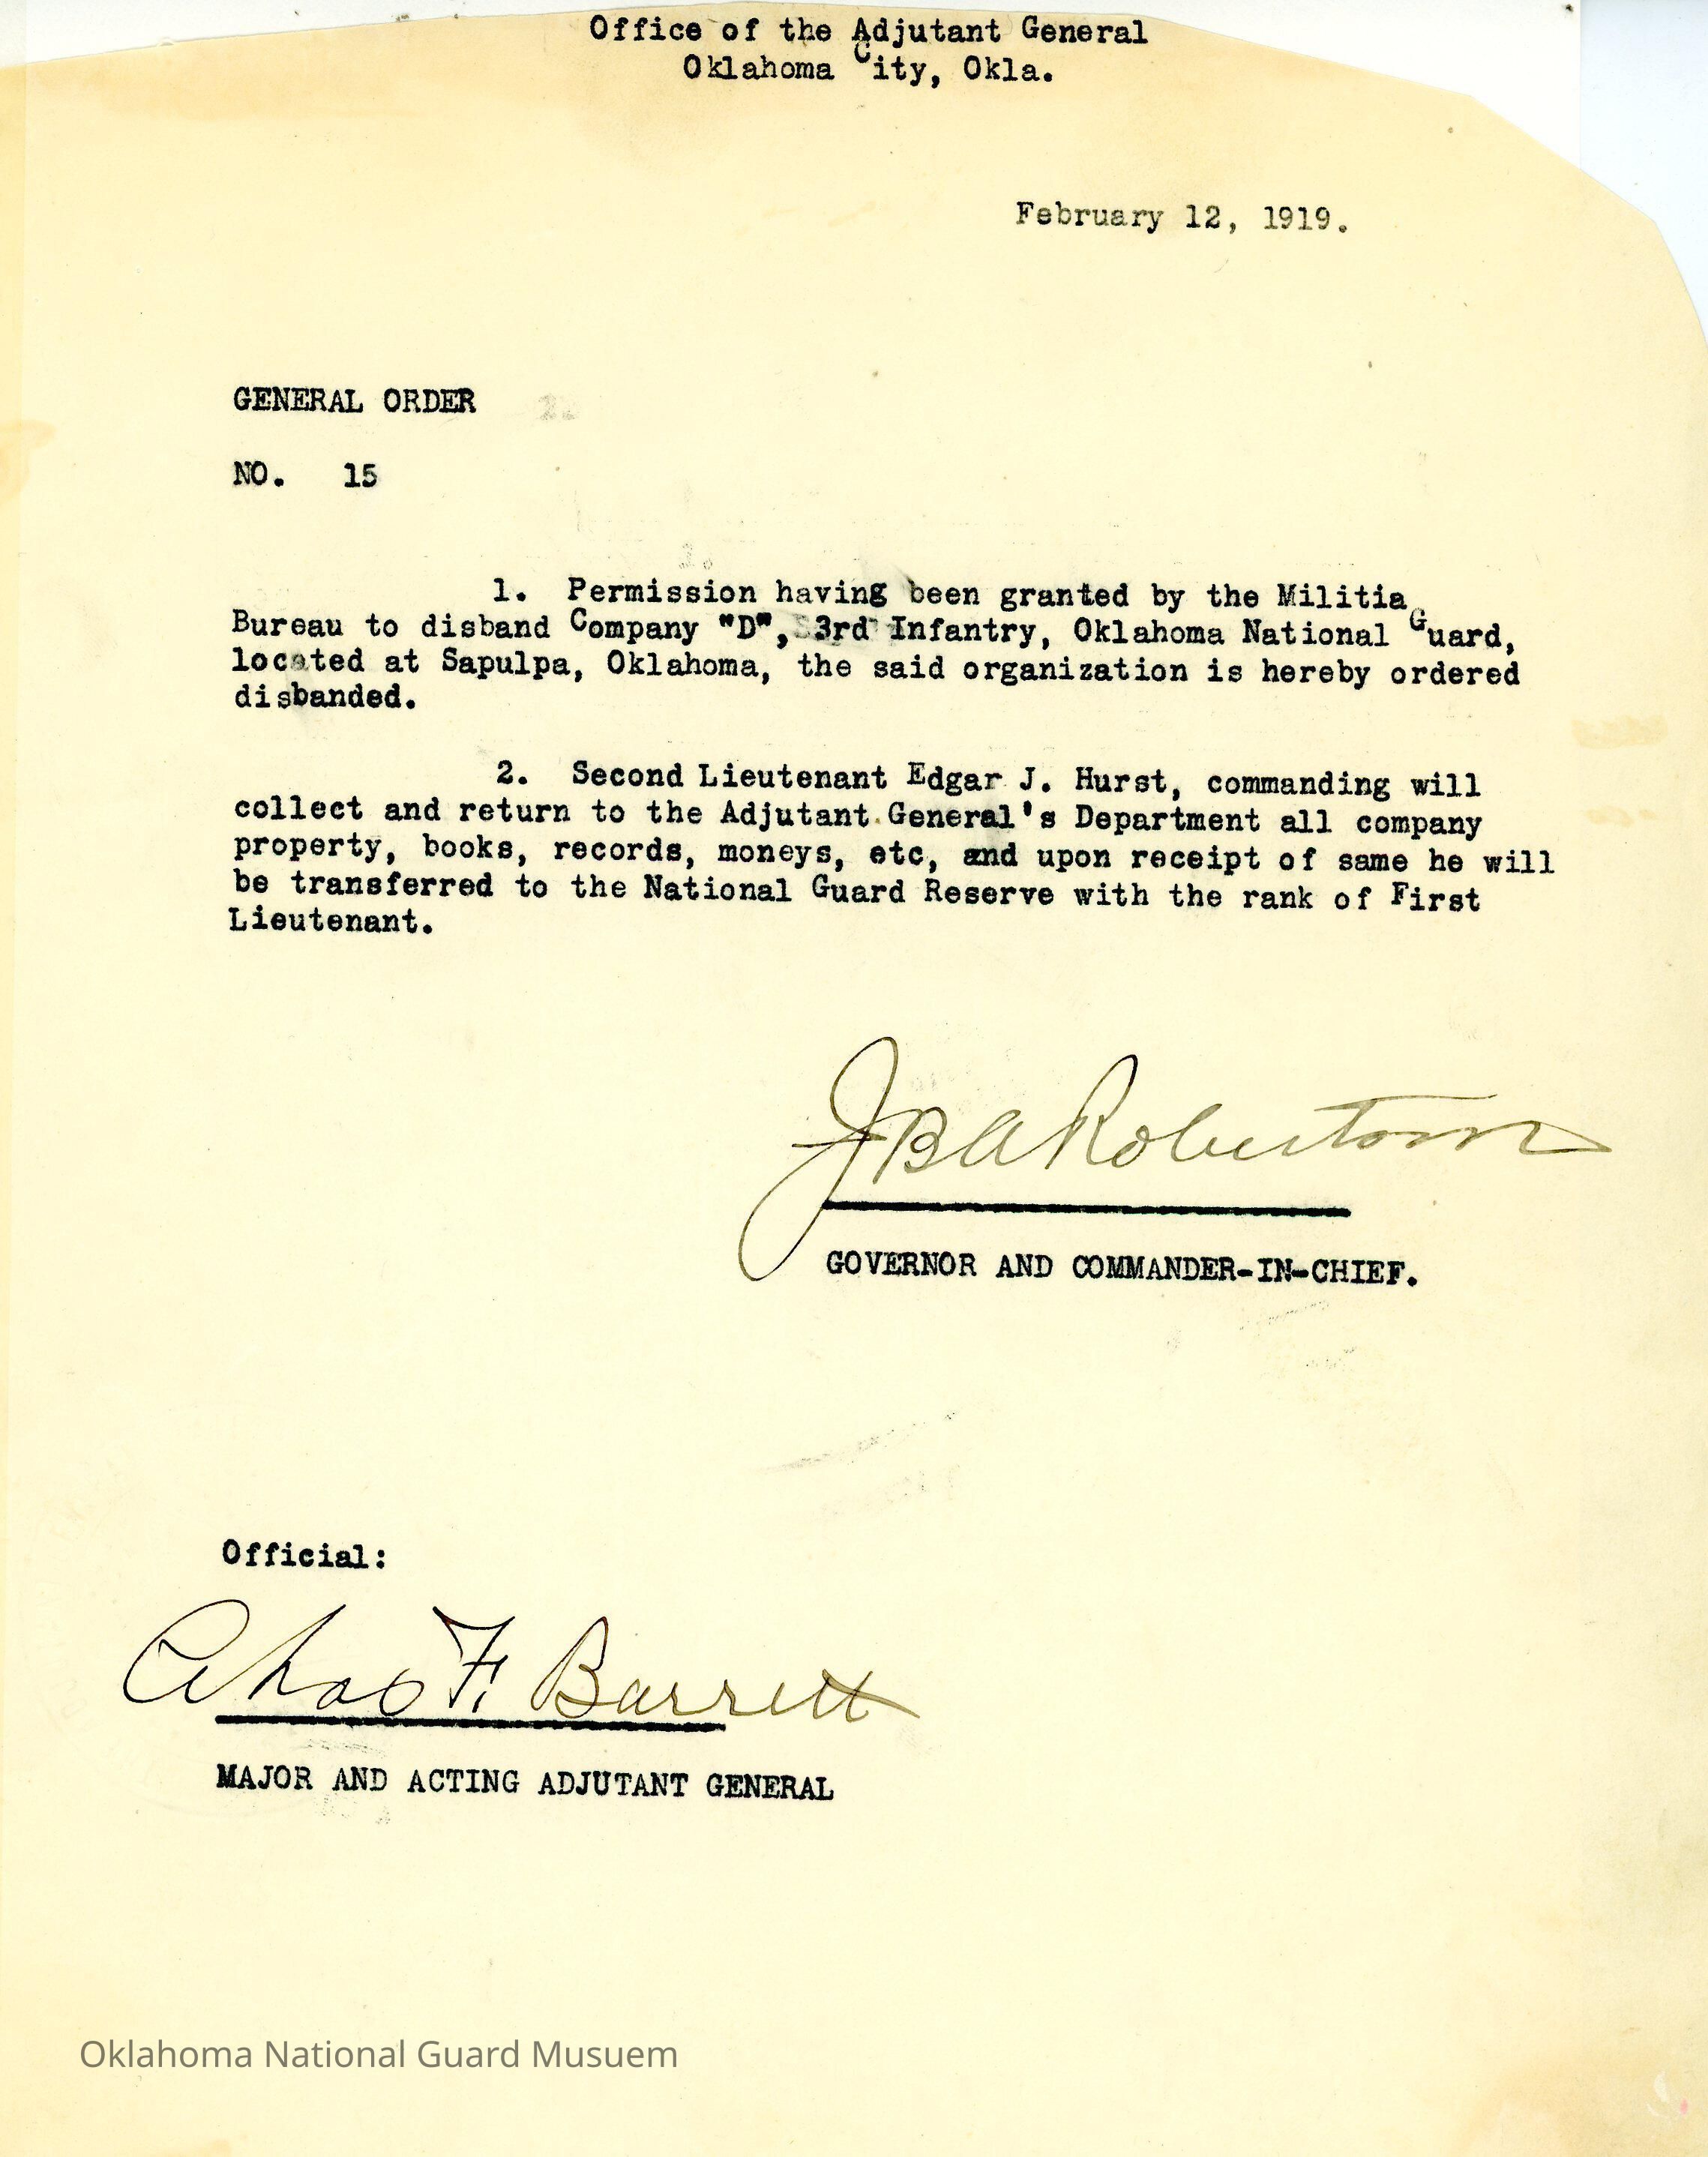 Office of the Adjutant General
Oklahoma City, Okla.
February 12, 1919.
GENERAL ORDER
NO. 15
1. Permission having been granted by the Militia
Bureau to disband Company "D", 3rd Infantry, Oklahoma National Guard,
located at Sapulpa, Oklahoma, the said organization is hereby ordered
disbanded.
2. Second Lieutenant Edgar J. Hurst, commanding will
collect and return to the Adjutant General's Department all company
property, books, records, moneys, etc, and upon receipt of same he will
be transferred to the National Guard Reserve with the rank of First
Lieutenant.
J B A Robertson
GOVERNOR AND COMMANDER-IN-CHIEF.
Official:
Chas F. Barrett
MAJOR AND ACTING ADJUTANT GENERAL
Oklahoma National Guard Musuem